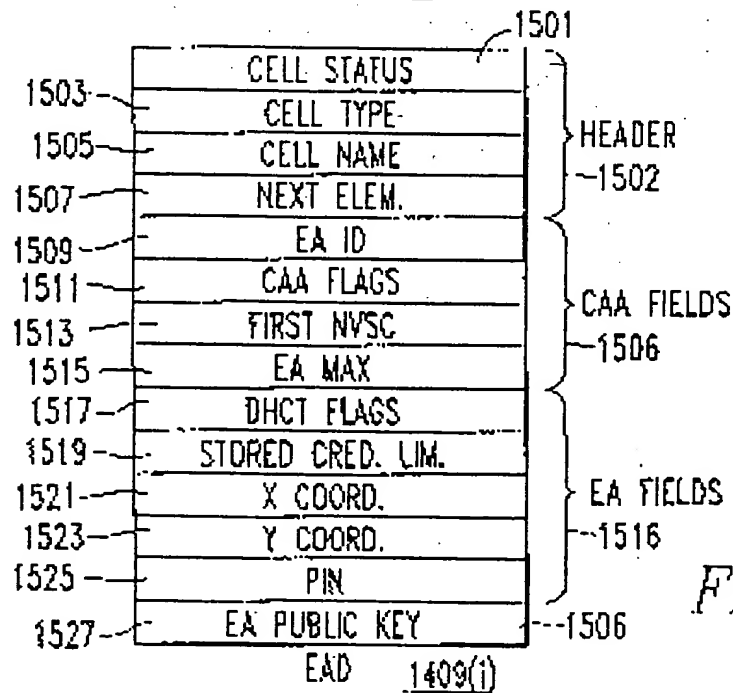 1501
CELL STATUS
1503
CELL TYPE
HEADER
1505
CELL NAME
1502
1507
NEXT ELEM.
1509
EA ID
1511
CAA FLAGS
CAA FIELDS
1513
FIRST NVSC
1506
1515
EA MAX
1517
DHCT FLAGS
1519
STORED CRED. LIM.
1521
X COORD.
EA FIELDS
1523
Y COORD.
1516
1525
PIN
1527
EA PUBLIC KEY
1506
EAD 1409(i)